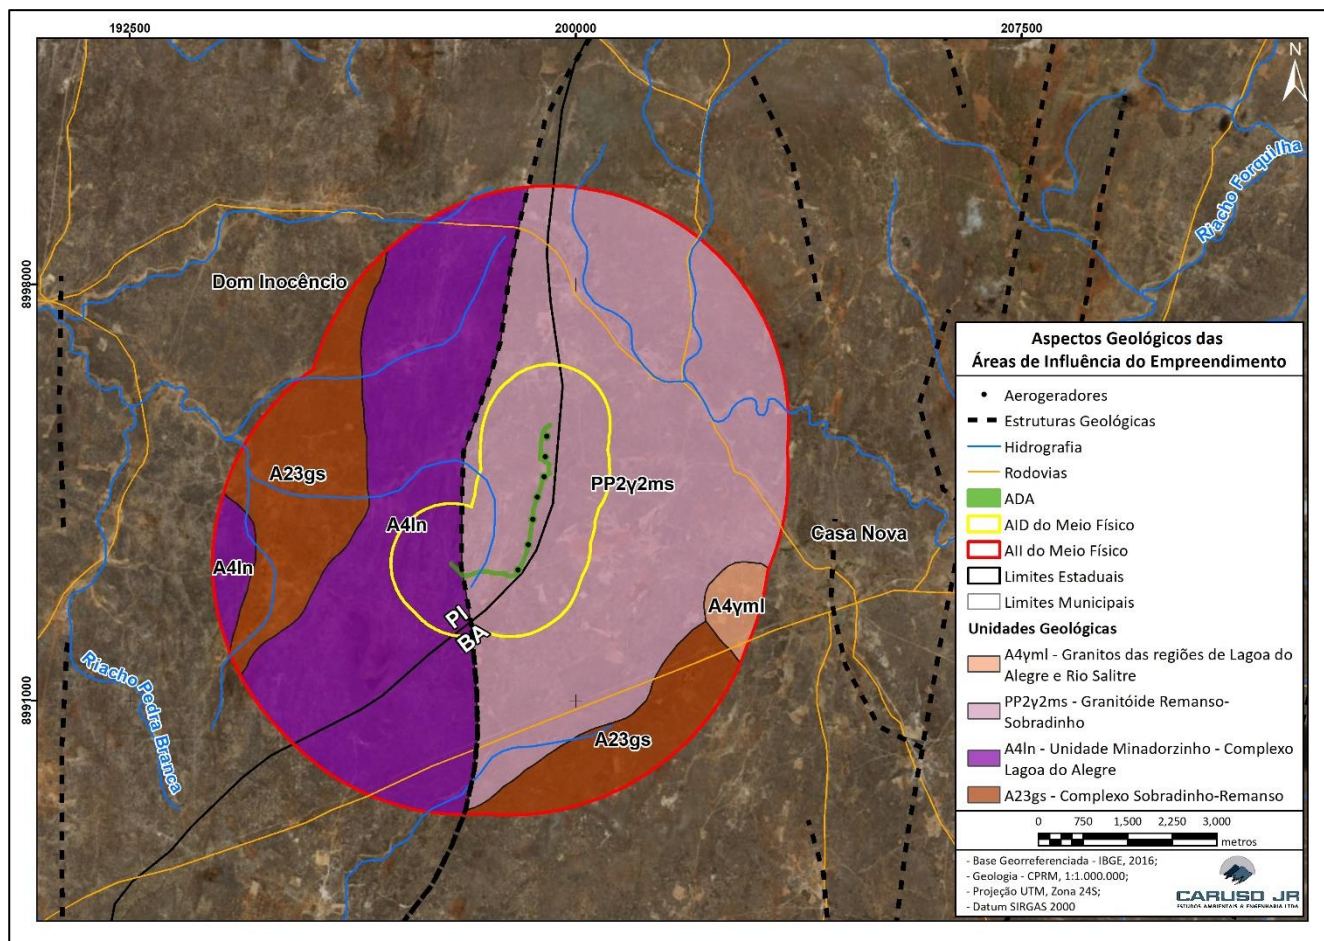 192500
200000
207500
N
8998000
8991000
Riacho Forquilha
Dom Inocêncio
A23gs
A4ln
PP2γ2ms
A4ln
Casa Nova
A4γml
PI
BA
Riacho Pedra Branca
A23gs
Aspectos Geológicos das
Áreas de Influência do Empreendimento
Aerogeradores
Estruturas Geológicas
Hidrografia
Rodovias
ADA
AID do Meio Físico
AII do Meio Físico
Limites Estaduais
Limites Municipais
Unidades Geológicas
A4γml - Granitos das regiões de Lagoa do
Alegre e Rio Salitre
PP2γ2ms - Granitóide Remanso-
Sobradinho
A4ln - Unidade Minadorzinho - Complexo
Lagoa do Alegre
A23gs - Complexo Sobradinho-Remanso
0 750 1,500 2,250 3,000
metros
- Base Georreferenciada - IBGE, 2016;
- Geologia - CPRM, 1:1.000.000;
- Projeção UTM, Zona 24S;
- Datum SIRGAS 2000
CARUSO JR
ESTUDOS AMBIENTAIS & ENGENHARIA LTDA